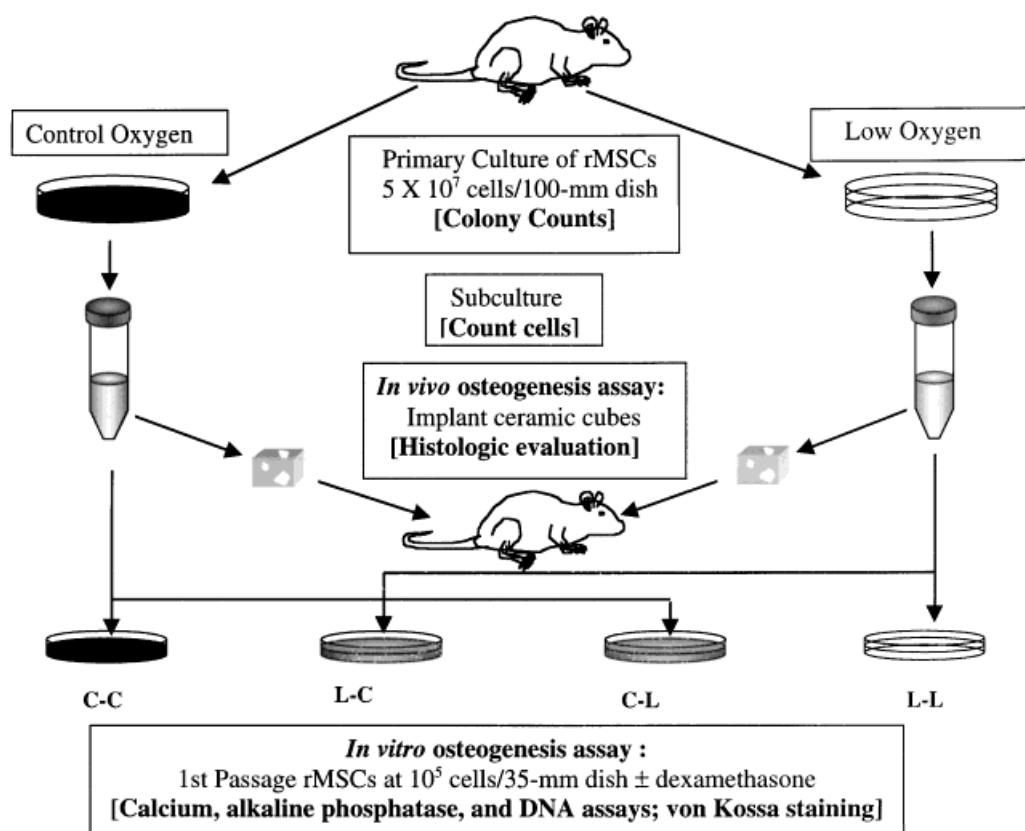 Control Oxygen
Low Oxygen
Primary Culture of rMSCs
5 X 10⁷ cells/100-mm dish
[Colony Counts]
Subculture
[Count cells]
In vivo osteogenesis assay:
Implant ceramic cubes
[Histologic evaluation]
C-C
L-C
C-L
L-L
In vitro osteogenesis assay :
1st Passage rMSCs at 10⁵ cells/35-mm dish ± dexamethasone
[Calcium, alkaline phosphatase, and DNA assays; von Kossa staining]